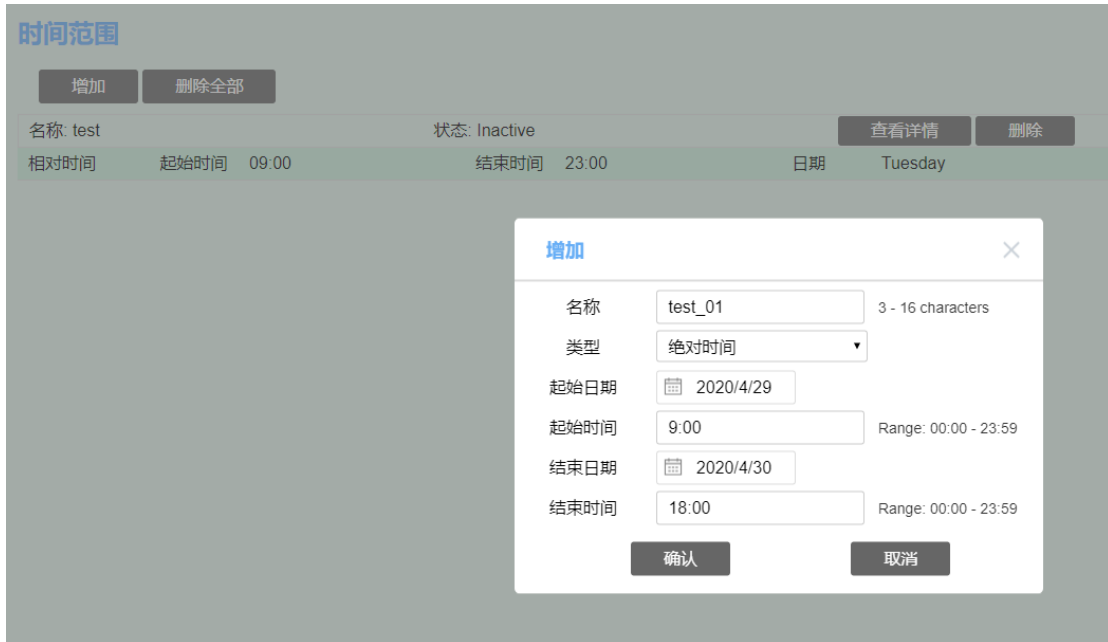 时间范围
增加 删除全部
名称: test 状态: Inactive 查看详情 删除
相对时间 起始时间 09:00 结束时间 23:00 日期 Tuesday
增加
名称 test_01 3 - 16 characters
类型 绝对时间
起始日期 2020/4/29
起始时间 9:00 Range: 00:00 - 23:59
结束日期 2020/4/30
结束时间 18:00 Range: 00:00 - 23:59
确认 取消